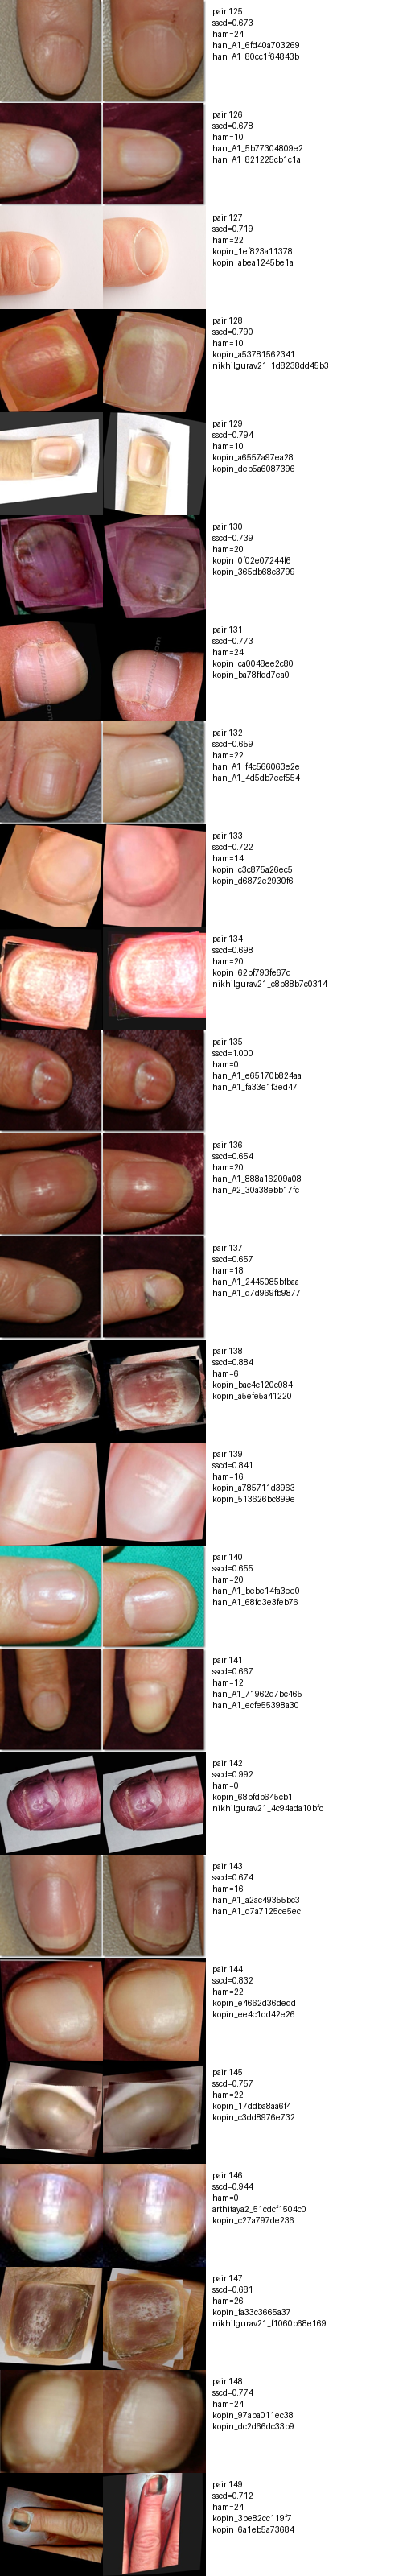 pair 125
sscd=0.673
ham=24
han_A1_6fd40a703269
han_A1_80cc1f64843b
pair 126
sscd=0.678
ham=10
han_A1_5b77304809e2
han_A1_821225cb1c1a
pair 127
sscd=0.719
ham=22
kopin_1ef823a11378
kopin_abea1245be1a
pair 128
sscd=0.790
ham=10
kopin_a53781562341
nikhilgurav21_1d8238dd45b3
pair 129
sscd=0.794
ham=10
kopin_a6557a97ea28
kopin_deb5a6087396
pair 130
sscd=0.739
ham=20
kopin_0f02e07244f6
kopin_365db68c3799
pair 131
sscd=0.773
ham=24
kopin_ca0048ee2c80
kopin_ba78ffdd7ea0
pair 132
sscd=0.659
ham=22
han_A1_f4c566063e2e
han_A1_4d5db7ecf554
pair 133
sscd=0.722
ham=14
kopin_c3c875a26ec5
kopin_d6872e2930f6
pair 134
sscd=0.698
ham=20
kopin_62bf793fe67d
nikhilgurav21_c8b88b7c0314
pair 135
sscd=1.000
ham=0
han_A1_e65170b824aa
han_A1_fa33e1f3ed47
pair 136
sscd=0.654
ham=20
han_A1_888a16209a08
han_A2_30a38ebb17fc
pair 137
sscd=0.657
ham=18
han_A1_2445085bfbaa
han_A1_d7d969fb9877
pair 138
sscd=0.884
ham=6
kopin_bac4c120c084
kopin_a5efe5a41220
pair 139
sscd=0.841
ham=16
kopin_a785711d3963
kopin_513626bc899e
pair 140
sscd=0.655
ham=20
han_A1_bebe14fa3ee0
han_A1_68fd3e3feb76
pair 141
sscd=0.667
ham=12
han_A1_71962d7bc465
han_A1_ecfe55398a30
pair 142
sscd=0.992
ham=0
kopin_68bfdb645cb1
nikhilgurav21_4c94ada10bfc
pair 143
sscd=0.674
ham=16
han_A1_a2ac49355bc3
han_A1_d7a7125ce5ec
pair 144
sscd=0.832
ham=22
kopin_e4662d36dedd
kopin_ee4c1dd42e26
pair 145
sscd=0.757
ham=22
kopin_17ddba8aa6f4
kopin_c3dd8976e732
pair 146
sscd=0.944
ham=0
arthitaya2_51cdcf1504c0
kopin_c27a797de236
pair 147
sscd=0.681
ham=26
kopin_fa33c3665a37
nikhilgurav21_f1060b68e169
pair 148
sscd=0.774
ham=24
kopin_97aba011ec38
kopin_dc2d66dc33b9
pair 149
sscd=0.712
ham=24
kopin_3be82cc119f7
kopin_6a1eb5a73684